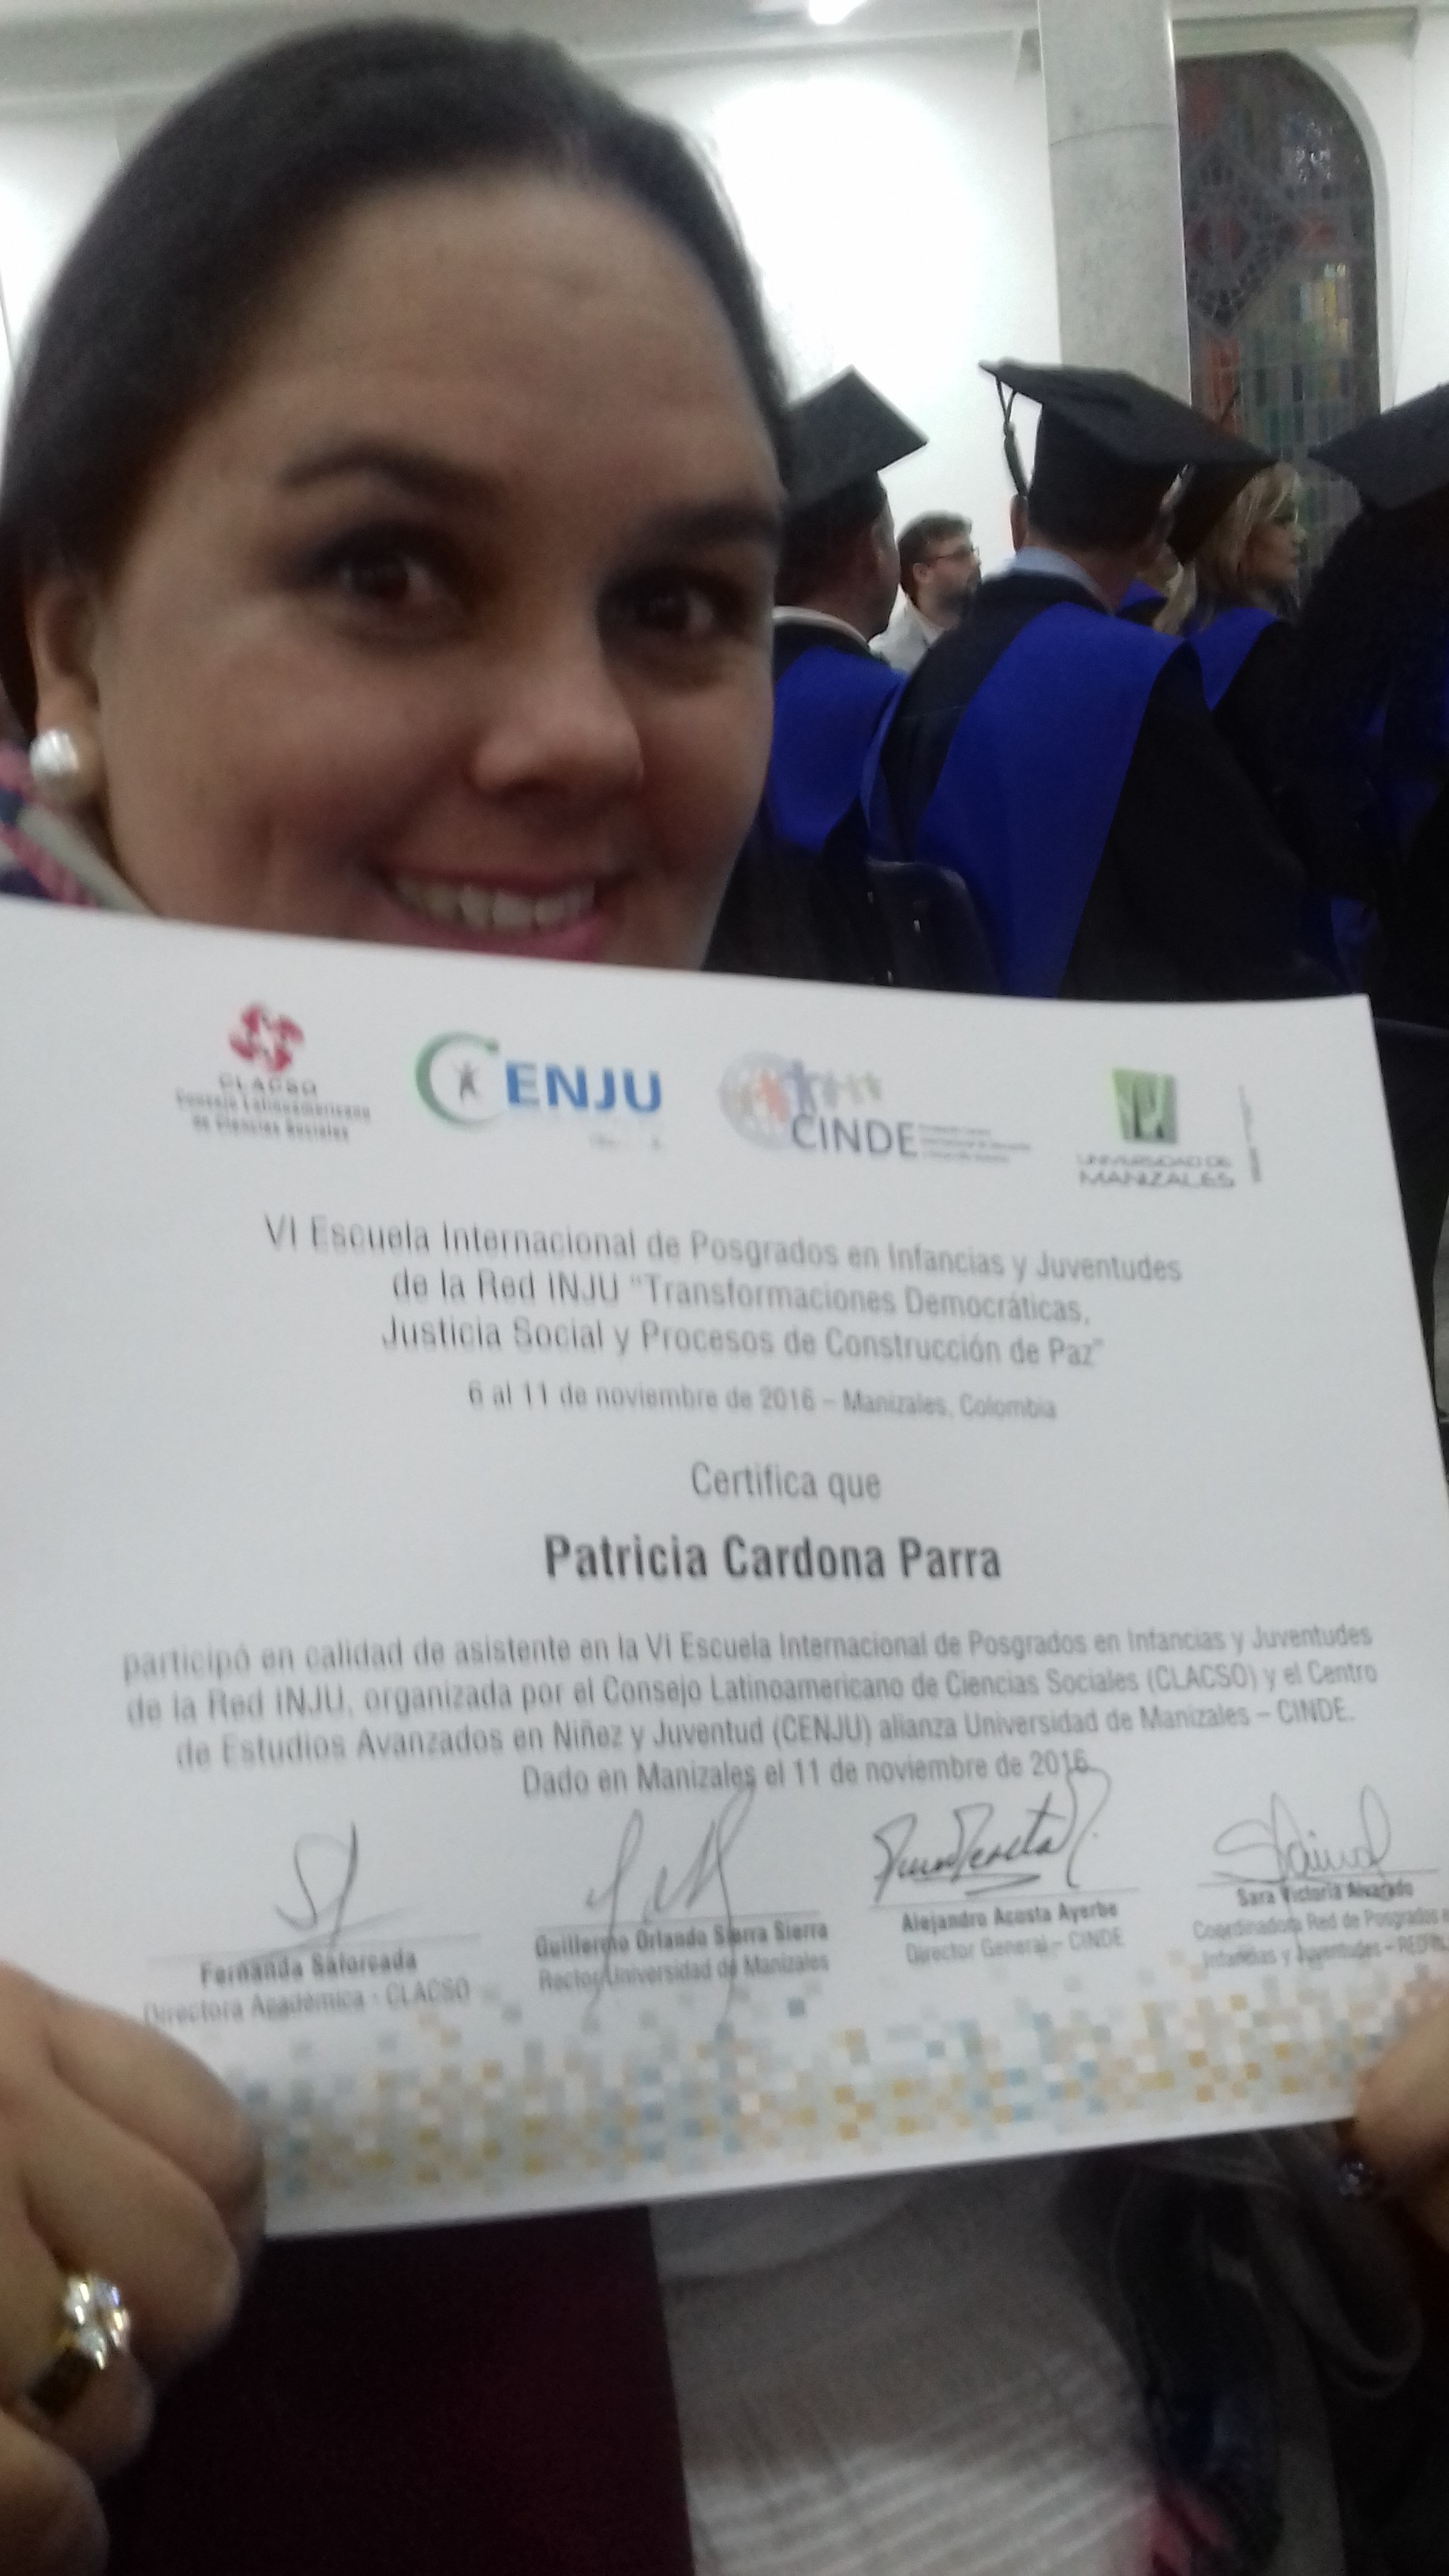 CLACSO
Consejo Latinoamericano
de Ciencias Sociales
CENJU
CINDE
UNIVERSIDAD DE
MANIZALES
VI Escuela Internacional de Posgrados en Infancias y Juventudes
de la Red INJU "Transformaciones Democráticas,
Justicia Social y Procesos de Construcción de Paz"
6 al 11 de noviembre de 2016 – Manizales, Colombia
Certifica que
Patricia Cardona Parra
participó en calidad de asistente en la VI Escuela Internacional de Posgrados en Infancias y Juventudes
de la Red INJU, organizada por el Consejo Latinoamericano de Ciencias Sociales (CLACSO) y el Centro
de Estudios Avanzados en Niñez y Juventud (CENJU) alianza Universidad de Manizales – CINDE.
Dado en Manizales el 11 de noviembre de 2016.
Fernanda Saforcada
Directora Académica - CLACSO
Guillermo Orlando Sierra Sierra
Rector Universidad de Manizales
Alejandro Acosta Ayerbe
Director General – CINDE
Sara Victoria Alvarado
Coordinadora Red de Posgrados
Infancias y Juventudes –